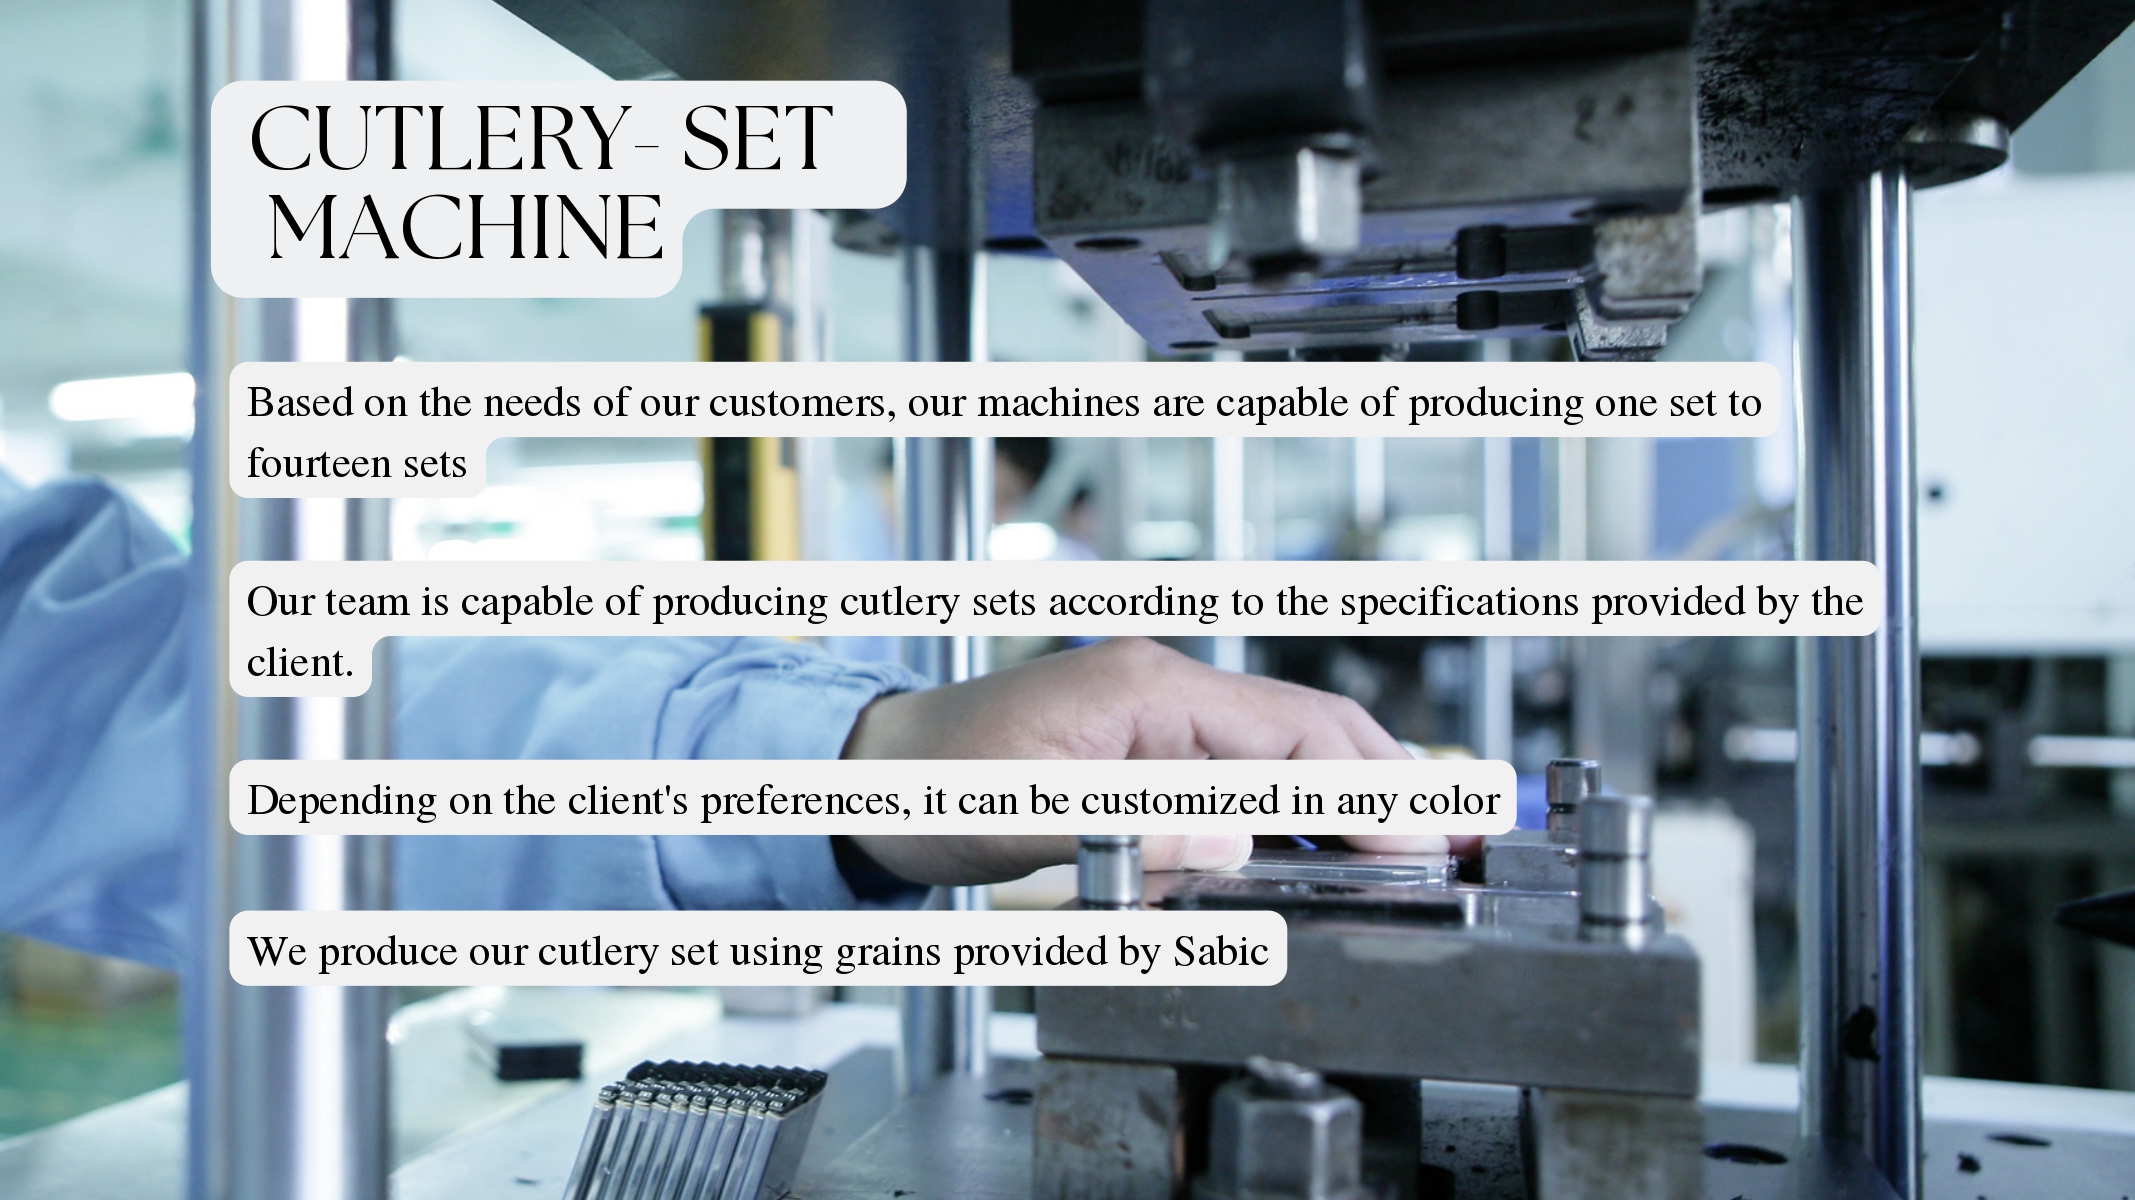 CUTLERY- SET
MACHINE
Based on the needs of our customers, our machines are capable of producing one set to
fourteen sets
Our team is capable of producing cutlery sets according to the specifications provided by the
client.
Depending on the client's preferences, it can be customized in any color
We produce our cutlery set using grains provided by Sabic